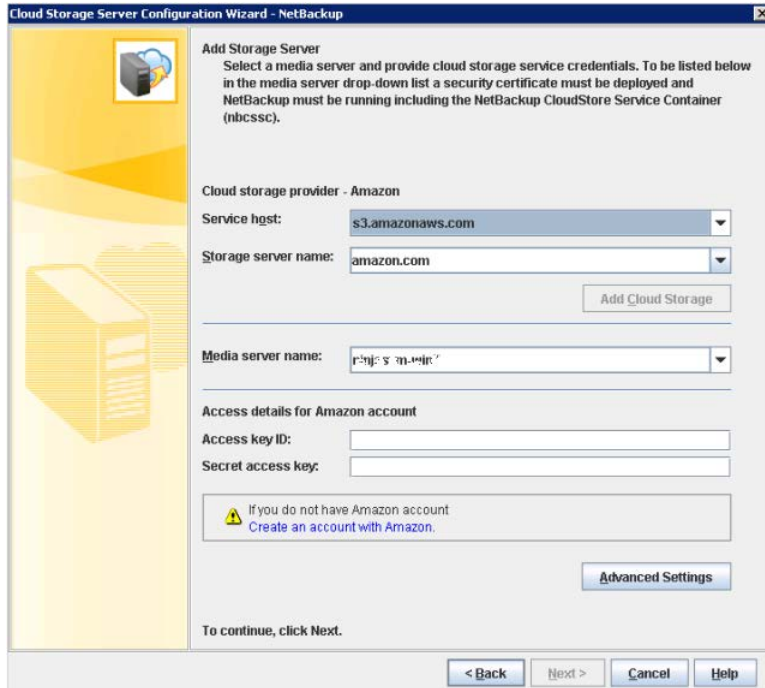 Cloud Storage Server Configuration Wizard - NetBackup
Add Storage Server
Select a media server and provide cloud storage service credentials. To be listed below
in the media server drop-down list a security certificate must be deployed and
NetBackup must be running including the NetBackup CloudStore Service Container
(nbcssc).
Cloud storage provider - Amazon
Service host:
s3.amazonaws.com
Storage server name:
amazon.com
Add Cloud Storage
Media server name:
Access details for Amazon account
Access key ID:
Secret access key:
If you do not have Amazon account
Create an account with Amazon.
Advanced Settings
To continue, click Next.
< Back
Next >
Cancel
Help